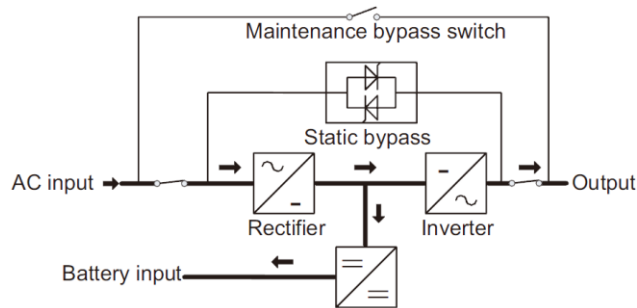 Maintenance bypass switch
Static bypass
AC input
Output
Rectifier
Inverter
Battery input